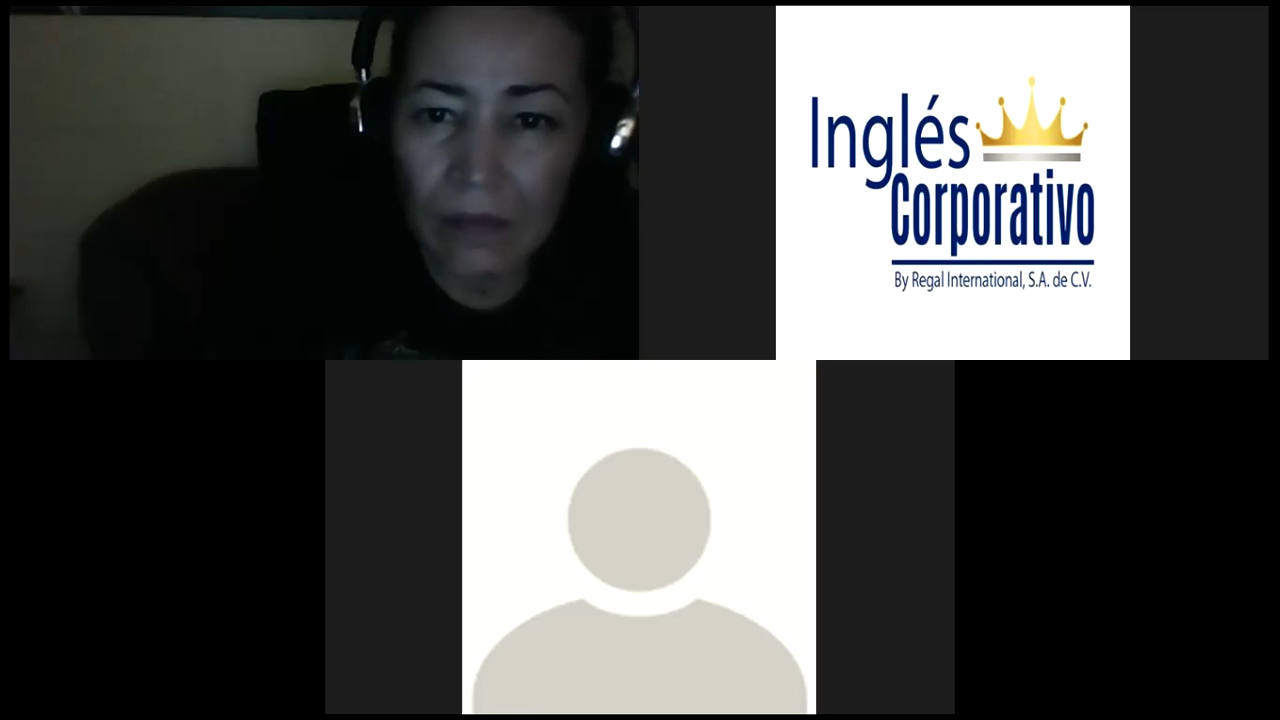 Inglés
Corporativo
By Regal International, S.A. de C.V.